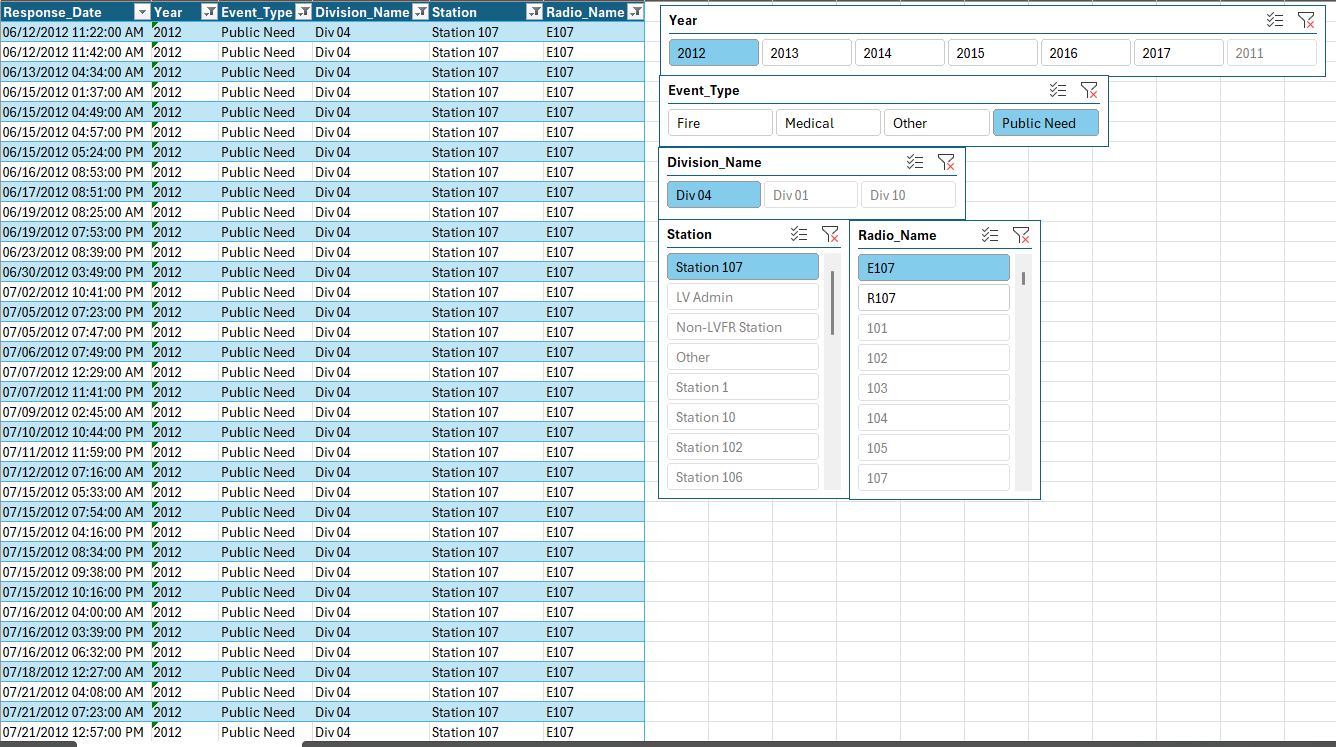 Response_Date Year Event_Type Division_Name Station Radio_Name
06/12/2012 11:22:00 AM 2012 Public Need Div 04 Station 107 E107
06/12/2012 11:42:00 AM 2012 Public Need Div 04 Station 107 E107
06/13/2012 04:34:00 AM 2012 Public Need Div 04 Station 107 E107
06/15/2012 01:37:00 AM 2012 Public Need Div 04 Station 107 E107
06/15/2012 04:49:00 AM 2012 Public Need Div 04 Station 107 E107
06/15/2012 04:57:00 PM 2012 Public Need Div 04 Station 107 E107
06/15/2012 05:24:00 PM 2012 Public Need Div 04 Station 107 E107
06/16/2012 08:53:00 PM 2012 Public Need Div 04 Station 107 E107
06/17/2012 08:51:00 PM 2012 Public Need Div 04 Station 107 E107
06/19/2012 08:25:00 AM 2012 Public Need Div 04 Station 107 E107
06/19/2012 07:53:00 PM 2012 Public Need Div 04 Station 107 E107
06/23/2012 08:39:00 PM 2012 Public Need Div 04 Station 107 E107
06/30/2012 03:49:00 PM 2012 Public Need Div 04 Station 107 E107
07/02/2012 10:41:00 PM 2012 Public Need Div 04 Station 107 E107
07/05/2012 07:23:00 PM 2012 Public Need Div 04 Station 107 E107
07/05/2012 07:47:00 PM 2012 Public Need Div 04 Station 107 E107
07/06/2012 07:49:00 PM 2012 Public Need Div 04 Station 107 E107
07/07/2012 12:29:00 AM 2012 Public Need Div 04 Station 107 E107
07/07/2012 11:41:00 PM 2012 Public Need Div 04 Station 107 E107
07/09/2012 02:45:00 AM 2012 Public Need Div 04 Station 107 E107
07/10/2012 10:44:00 PM 2012 Public Need Div 04 Station 107 E107
07/11/2012 11:59:00 PM 2012 Public Need Div 04 Station 107 E107
07/12/2012 07:16:00 AM 2012 Public Need Div 04 Station 107 E107
07/15/2012 05:33:00 AM 2012 Public Need Div 04 Station 107 E107
07/15/2012 07:54:00 AM 2012 Public Need Div 04 Station 107 E107
07/15/2012 04:16:00 PM 2012 Public Need Div 04 Station 107 E107
07/15/2012 08:34:00 PM 2012 Public Need Div 04 Station 107 E107
07/15/2012 09:38:00 PM 2012 Public Need Div 04 Station 107 E107
07/15/2012 10:16:00 PM 2012 Public Need Div 04 Station 107 E107
07/16/2012 04:00:00 AM 2012 Public Need Div 04 Station 107 E107
07/16/2012 03:39:00 PM 2012 Public Need Div 04 Station 107 E107
07/16/2012 06:32:00 PM 2012 Public Need Div 04 Station 107 E107
07/18/2012 12:27:00 AM 2012 Public Need Div 04 Station 107 E107
07/21/2012 04:08:00 AM 2012 Public Need Div 04 Station 107 E107
07/21/2012 07:23:00 AM 2012 Public Need Div 04 Station 107 E107
07/21/2012 12:57:00 PM 2012 Public Need Div 04 Station 107 E107
Year
2012 2013 2014 2015 2016 2017 2011
Event_Type
Fire Medical Other Public Need
Division_Name
Div 04 Div 01 Div 10
Station
Station 107
LV Admin
Non-LVFR Station
Other
Station 1
Station 10
Station 102
Station 106
Radio_Name
E107
R107
101
102
103
104
105
107